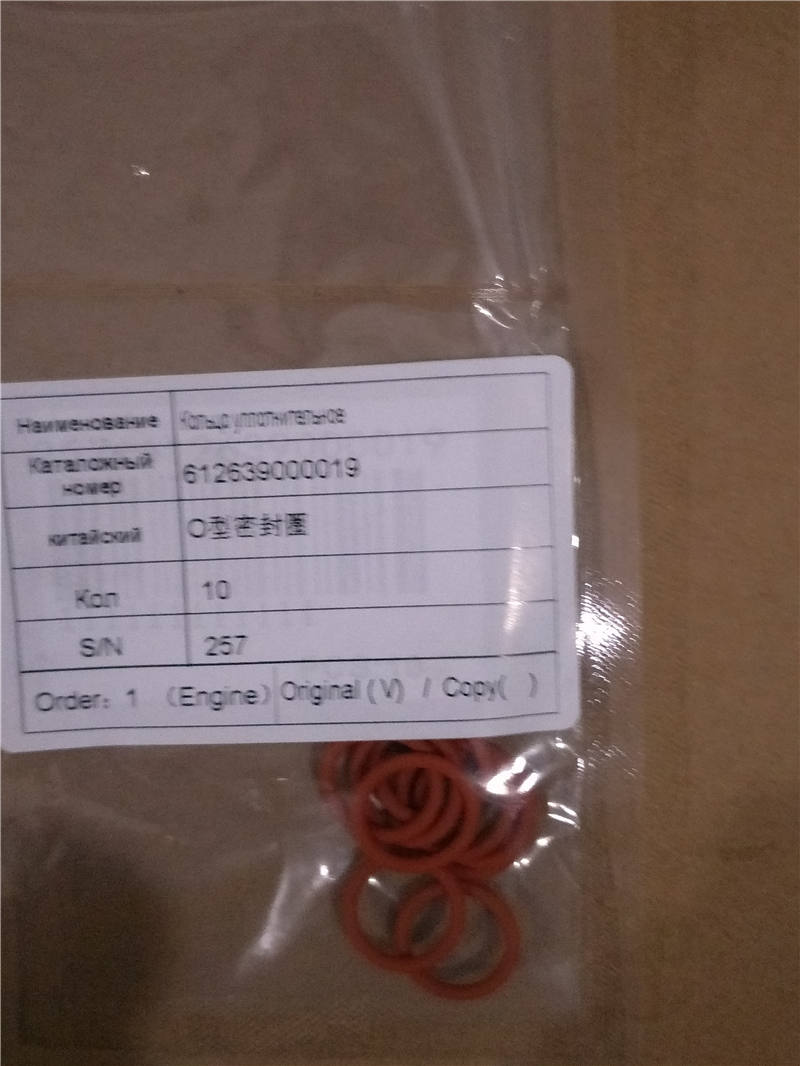 Наименование Кольцо уплотнительное
Каталожный
номер 612639000019
китайский O型密封圈
Кол 10
S/N 257
Order: 1 (Engine) Original (V) / Copy( )